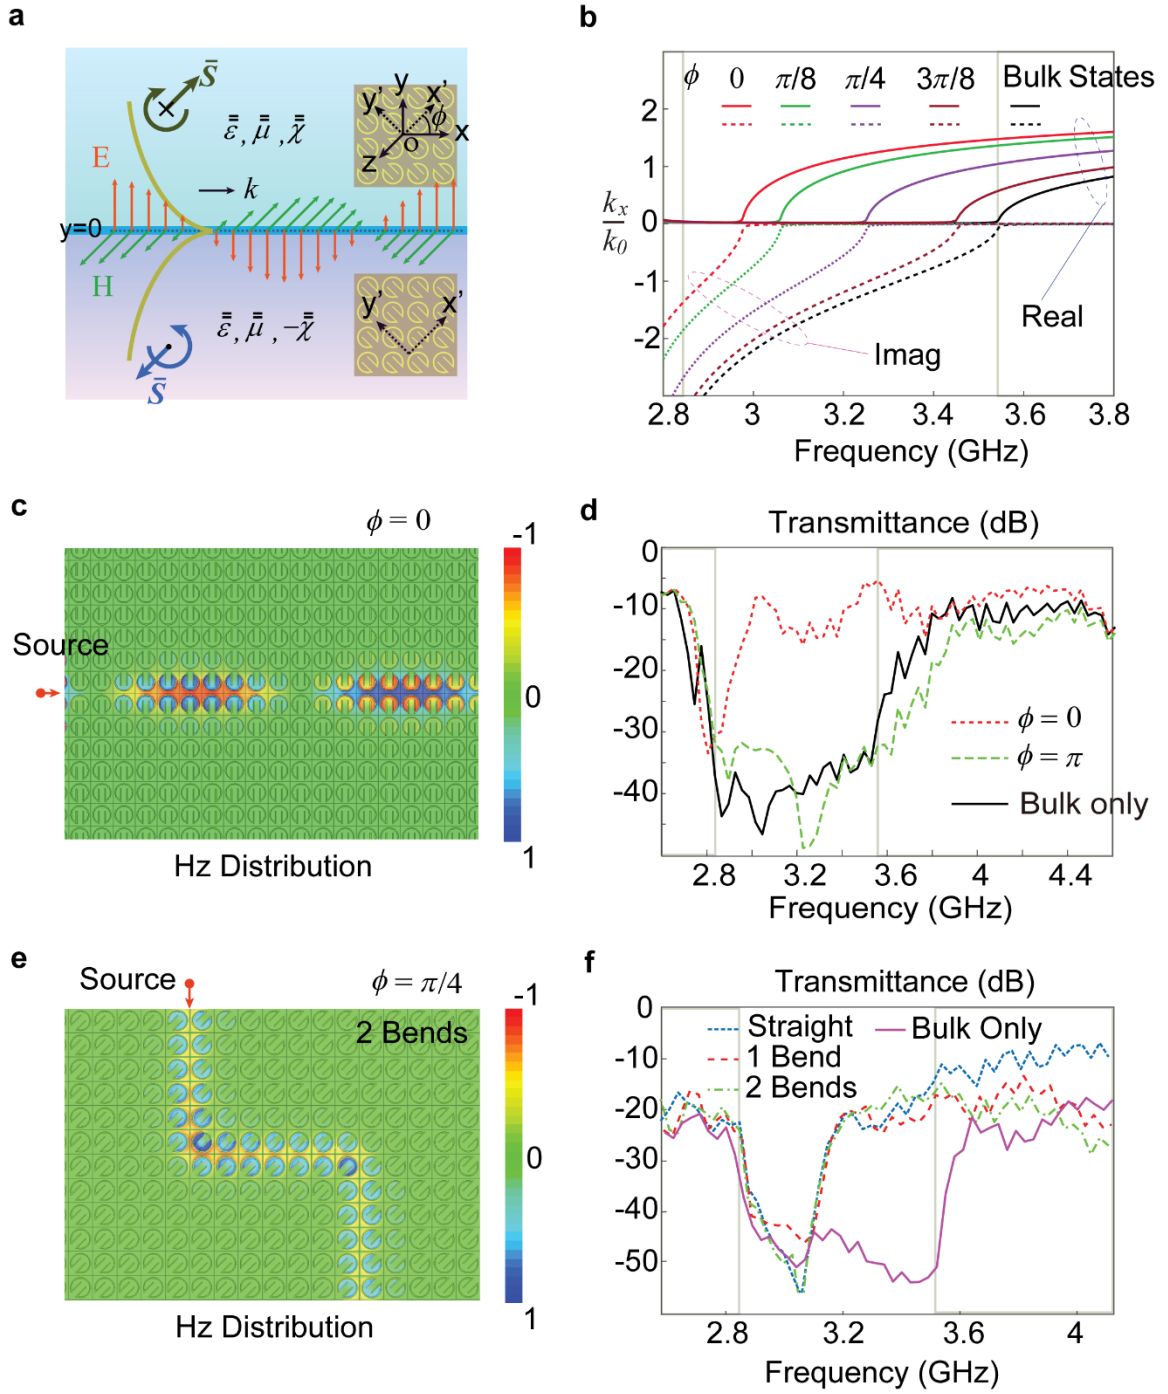 a
S̄
ε̿, μ̿, χ̿
y
y'
x'
ϕ
x
o
z
E
k
y=0
H
y'
x'
ε̿, μ̿, -χ̿
S̄
b
ϕ 0 π/8 π/4 3π/8 Bulk States
2
1
0
-1
-2
kx/k0
Real
Imag
2.8 3 3.2 3.4 3.6 3.8
Frequency (GHz)
c
ϕ = 0
-1
Source
0
1
Hz Distribution
d
Transmittance (dB)
0
-10
-20
-30
-40
ϕ = 0
ϕ = π
Bulk only
2.8 3.2 3.6 4 4.4
Frequency (GHz)
e
Source
ϕ = π/4
-1
2 Bends
0
1
Hz Distribution
f
Transmittance (dB)
0
-10
-20
-30
-40
-50
Straight
Bulk Only
1 Bend
2 Bends
2.8 3.2 3.6 4
Frequency (GHz)